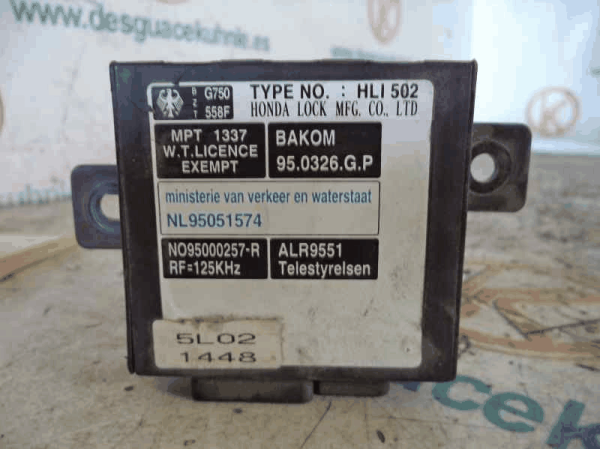 desguacekuhnle.es
B
Z
T
G750
558F
TYPE NO. : HLI 502
HONDA LOCK MFG. CO., LTD
MPT 1337
W.T.LICENCE
EXEMPT
BAKOM
95.0326.G.P
ministerie van verkeer en waterstaat
NL95051574
NO95000257-R
RF=125KHz
ALR9551
Telestyrelsen
5L02
1448
desguacek